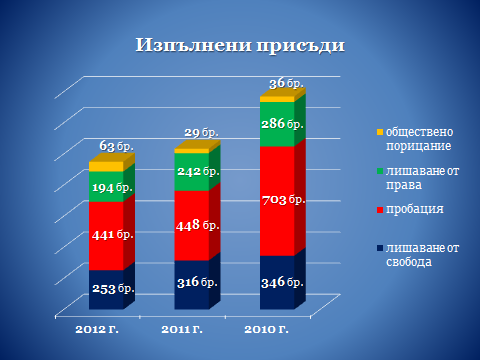 Изпълнени присъди
36 бр.
63 бр.
29 бр.
286 бр.
194 бр.
242 бр.
703 бр.
441 бр.
448 бр.
253 бр.
316 бр.
346 бр.
2012 г.
2011 г.
2010 г.
обществено
порицание
лишаване от
права
пробация
лишаване от
свобода